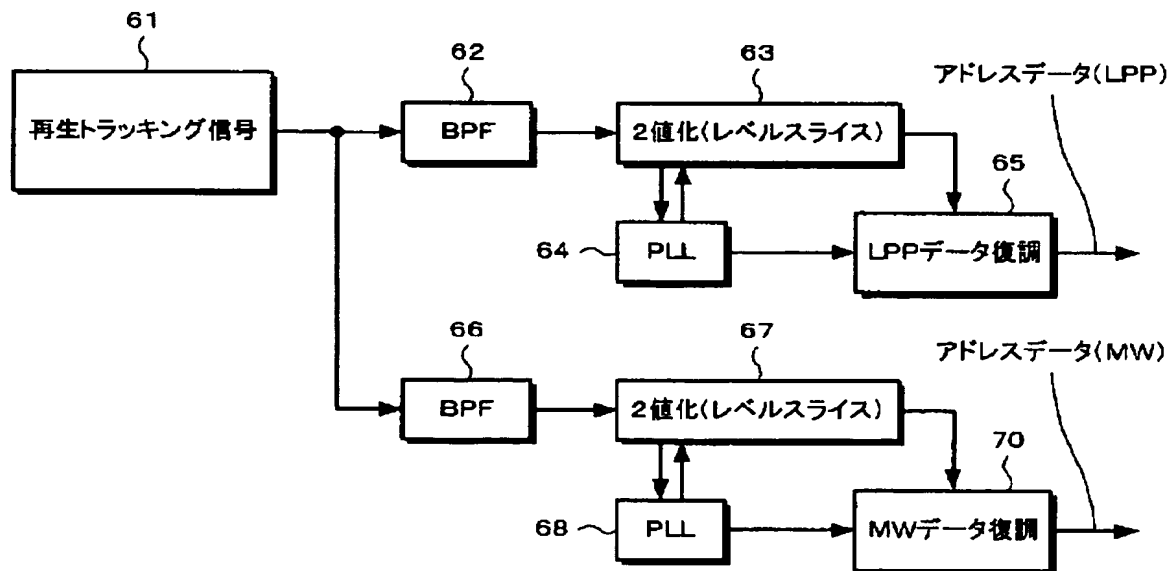 61
再生トラッキング信号
62
BPF
63
2値化(レベルスライス)
アドレスデータ(LPP)
64
PLL
65
LPPデータ復調
66
BPF
67
2値化(レベルスライス)
アドレスデータ(MW)
68
PLL
70
MWデータ復調